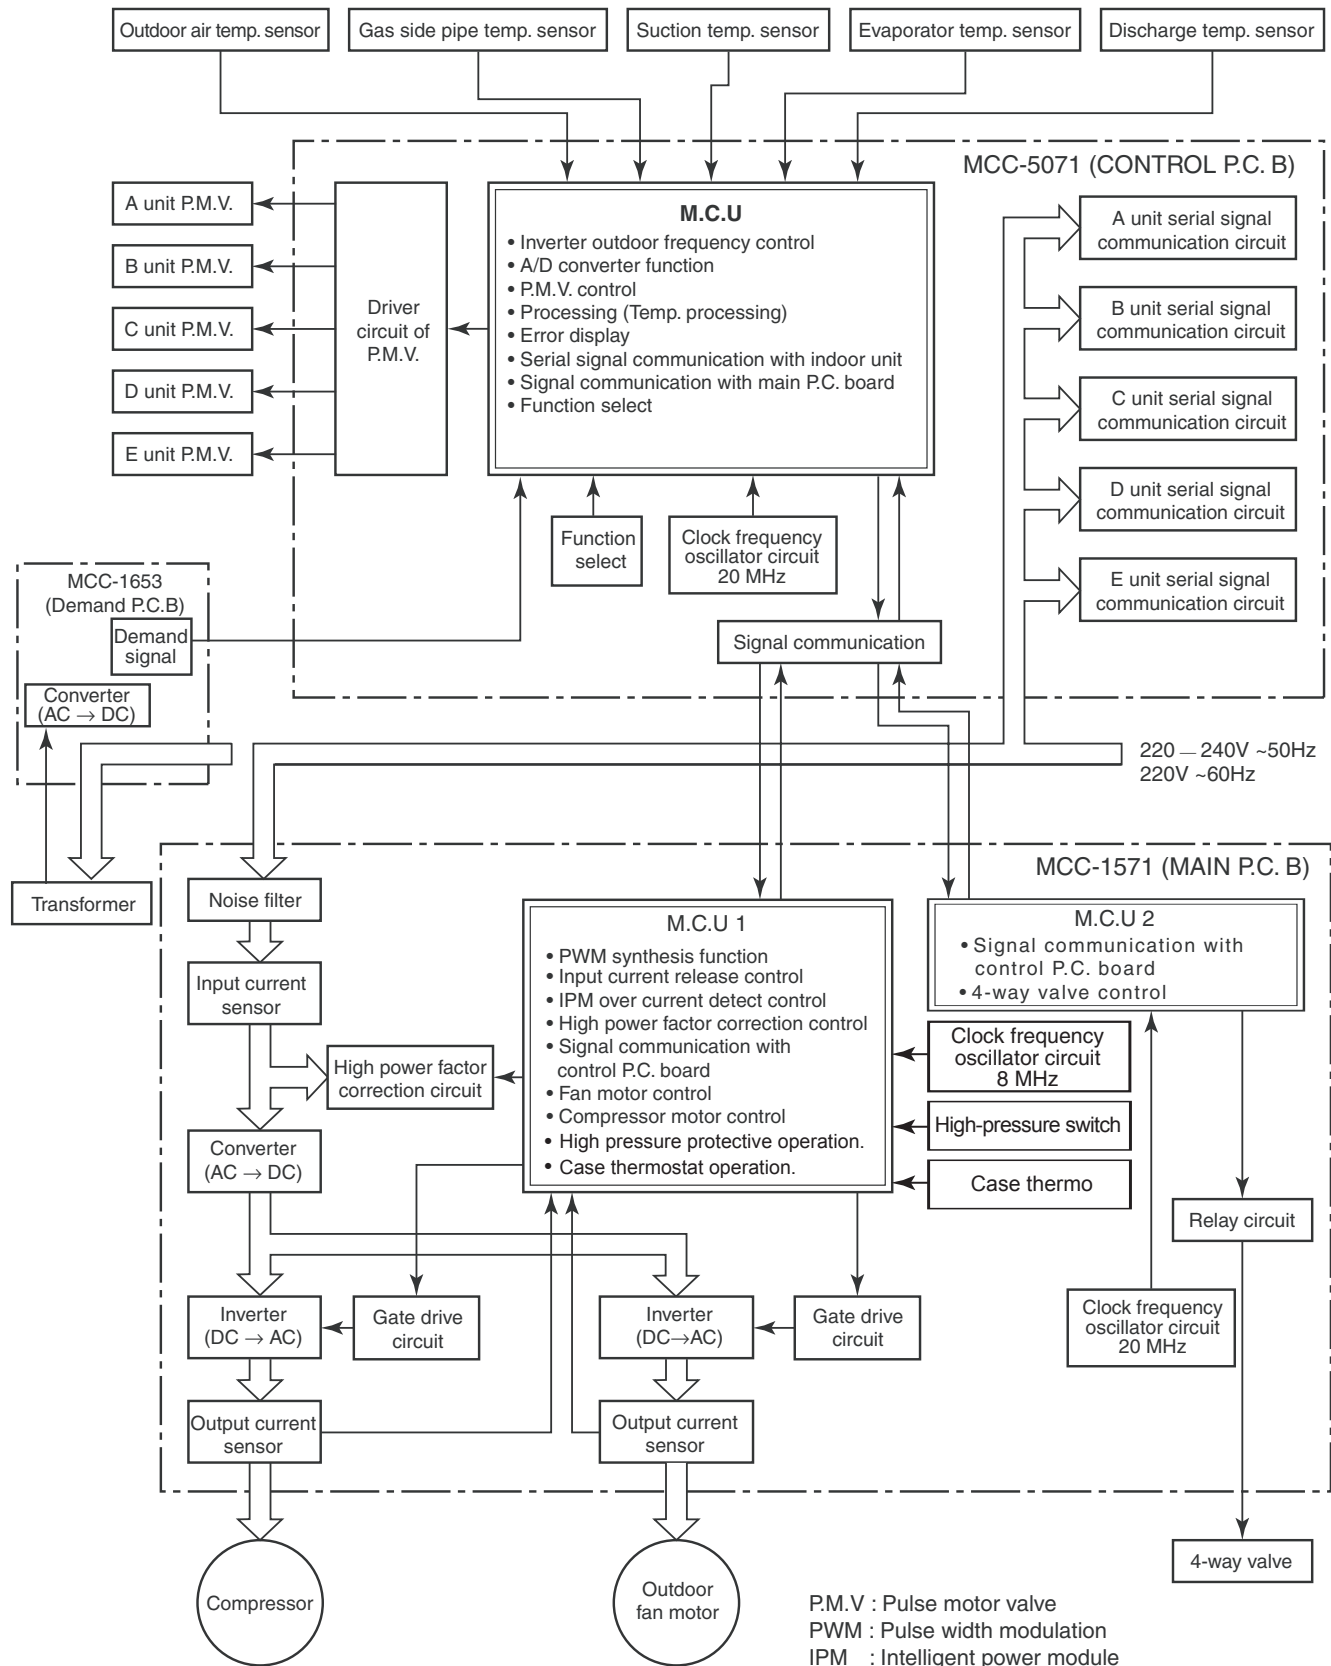 Outdoor air temp. sensor
Gas side pipe temp. sensor
Suction temp. sensor
Evaporator temp. sensor
Discharge temp. sensor
MCC-5071 (CONTROL P.C. B)
A unit P.M.V.
B unit P.M.V.
C unit P.M.V.
D unit P.M.V.
E unit P.M.V.
Driver
circuit of
P.M.V.
M.C.U
• Inverter outdoor frequency control
• A/D converter function
• P.M.V. control
• Processing (Temp. processing)
• Error display
• Serial signal communication with indoor unit
• Signal communication with main P.C. board
• Function select
A unit serial signal
communication circuit
B unit serial signal
communication circuit
C unit serial signal
communication circuit
D unit serial signal
communication circuit
E unit serial signal
communication circuit
Function
select
Clock frequency
oscillator circuit
20 MHz
MCC-1653
(Demand P.C.B)
Demand
signal
Converter
(AC → DC)
Signal communication
220 — 240V ~50Hz
220V ~60Hz
MCC-1571 (MAIN P.C. B)
Transformer
Noise filter
Input current
sensor
High power factor
correction circuit
Converter
(AC → DC)
M.C.U 1
• PWM synthesis function
• Input current release control
• IPM over current detect control
• High power factor correction control
• Signal communication with
control P.C. board
• Fan motor control
• Compressor motor control
• High pressure protective operation.
• Case thermostat operation.
M.C.U 2
• Signal communication with
control P.C. board
• 4-way valve control
Clock frequency
oscillator circuit
8 MHz
High-pressure switch
Case thermo
Relay circuit
Inverter
(DC → AC)
Gate drive
circuit
Inverter
(DC→AC)
Gate drive
circuit
Clock frequency
oscillator circuit
20 MHz
Output current
sensor
Output current
sensor
Compressor
Outdoor
fan motor
4-way valve
P.M.V : Pulse motor valve
PWM : Pulse width modulation
IPM : Intelligent power module